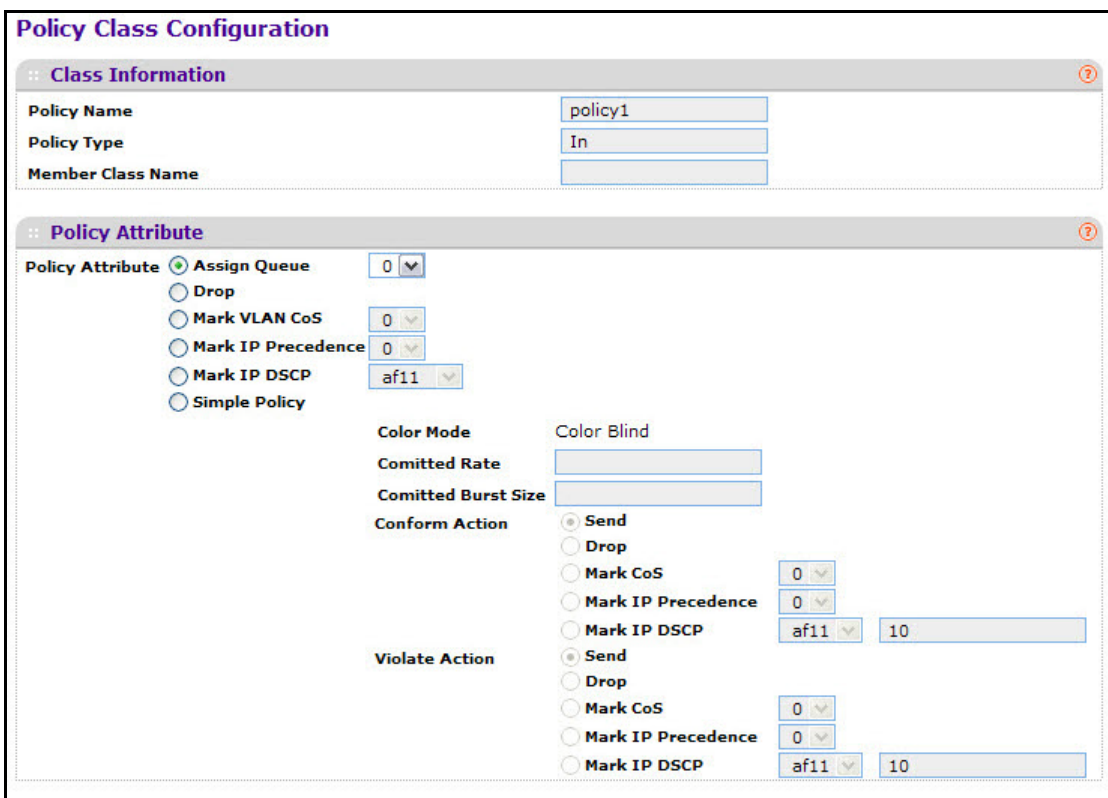 Policy Class Configuration
Class Information
Policy Name policy1
Policy Type In
Member Class Name
Policy Attribute
Policy Attribute Assign Queue 0
Drop
Mark VLAN CoS 0
Mark IP Precedence 0
Mark IP DSCP af11
Simple Policy
Color Mode Color Blind
Comitted Rate
Comitted Burst Size
Conform Action Send
Drop
Mark CoS 0
Mark IP Precedence 0
Mark IP DSCP af11 10
Violate Action Send
Drop
Mark CoS 0
Mark IP Precedence 0
Mark IP DSCP af11 10